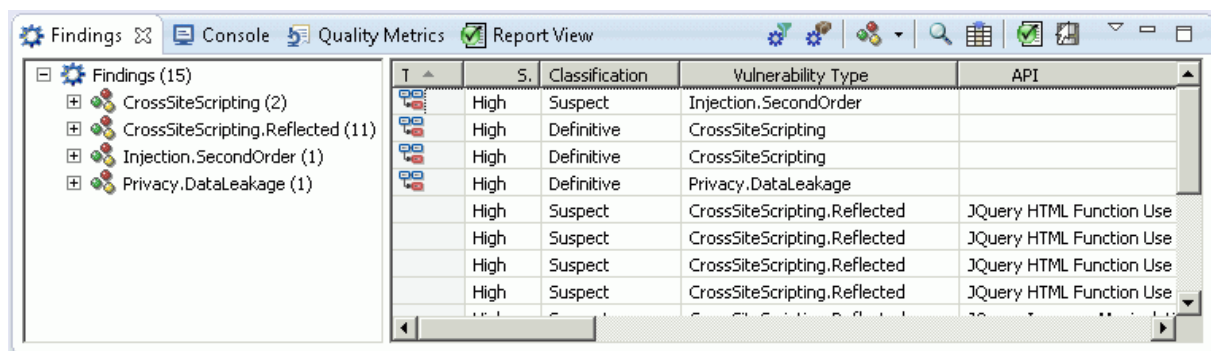 Findings Console Quality Metrics Report View
Findings (15)
CrossSiteScripting (2)
CrossSiteScripting.Reflected (11)
Injection.SecondOrder (1)
Privacy.DataLeakage (1)
T S. Classification Vulnerability Type API
High Suspect Injection.SecondOrder
High Definitive CrossSiteScripting
High Definitive CrossSiteScripting
High Definitive Privacy.DataLeakage
High Suspect CrossSiteScripting.Reflected JQuery HTML Function Use
High Suspect CrossSiteScripting.Reflected JQuery HTML Function Use
High Suspect CrossSiteScripting.Reflected JQuery HTML Function Use
High Suspect CrossSiteScripting.Reflected JQuery HTML Function Use